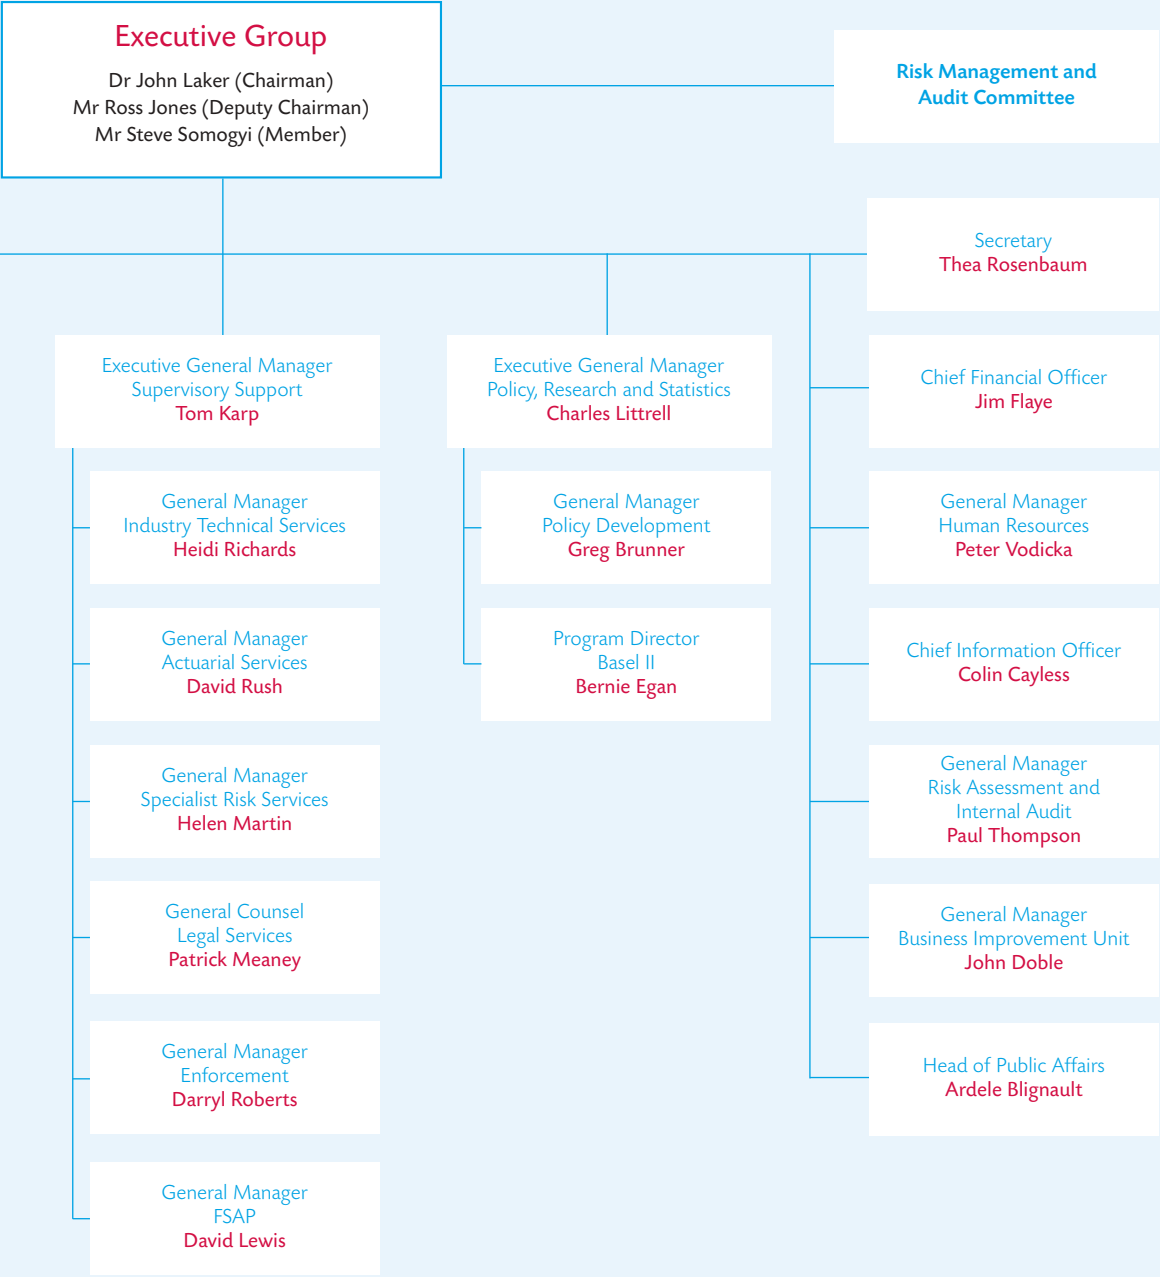 Executive Group
Dr John Laker (Chairman)
Mr Ross Jones (Deputy Chairman)
Mr Steve Somogyi (Member)
Risk Management and
Audit Committee
Secretary
Thea Rosenbaum
Executive General Manager
Supervisory Support
Tom Karp
General Manager
Industry Technical Services
Heidi Richards
General Manager
Actuarial Services
David Rush
General Manager
Specialist Risk Services
Helen Martin
General Counsel
Legal Services
Patrick Meaney
General Manager
Enforcement
Darryl Roberts
General Manager
FSAP
David Lewis
Executive General Manager
Policy, Research and Statistics
Charles Littrell
General Manager
Policy Development
Greg Brunner
Program Director
Basel II
Bernie Egan
Chief Financial Officer
Jim Flaye
General Manager
Human Resources
Peter Vodicka
Chief Information Officer
Colin Cayless
General Manager
Risk Assessment and
Internal Audit
Paul Thompson
General Manager
Business Improvement Unit
John Doble
Head of Public Affairs
Ardele Blignault